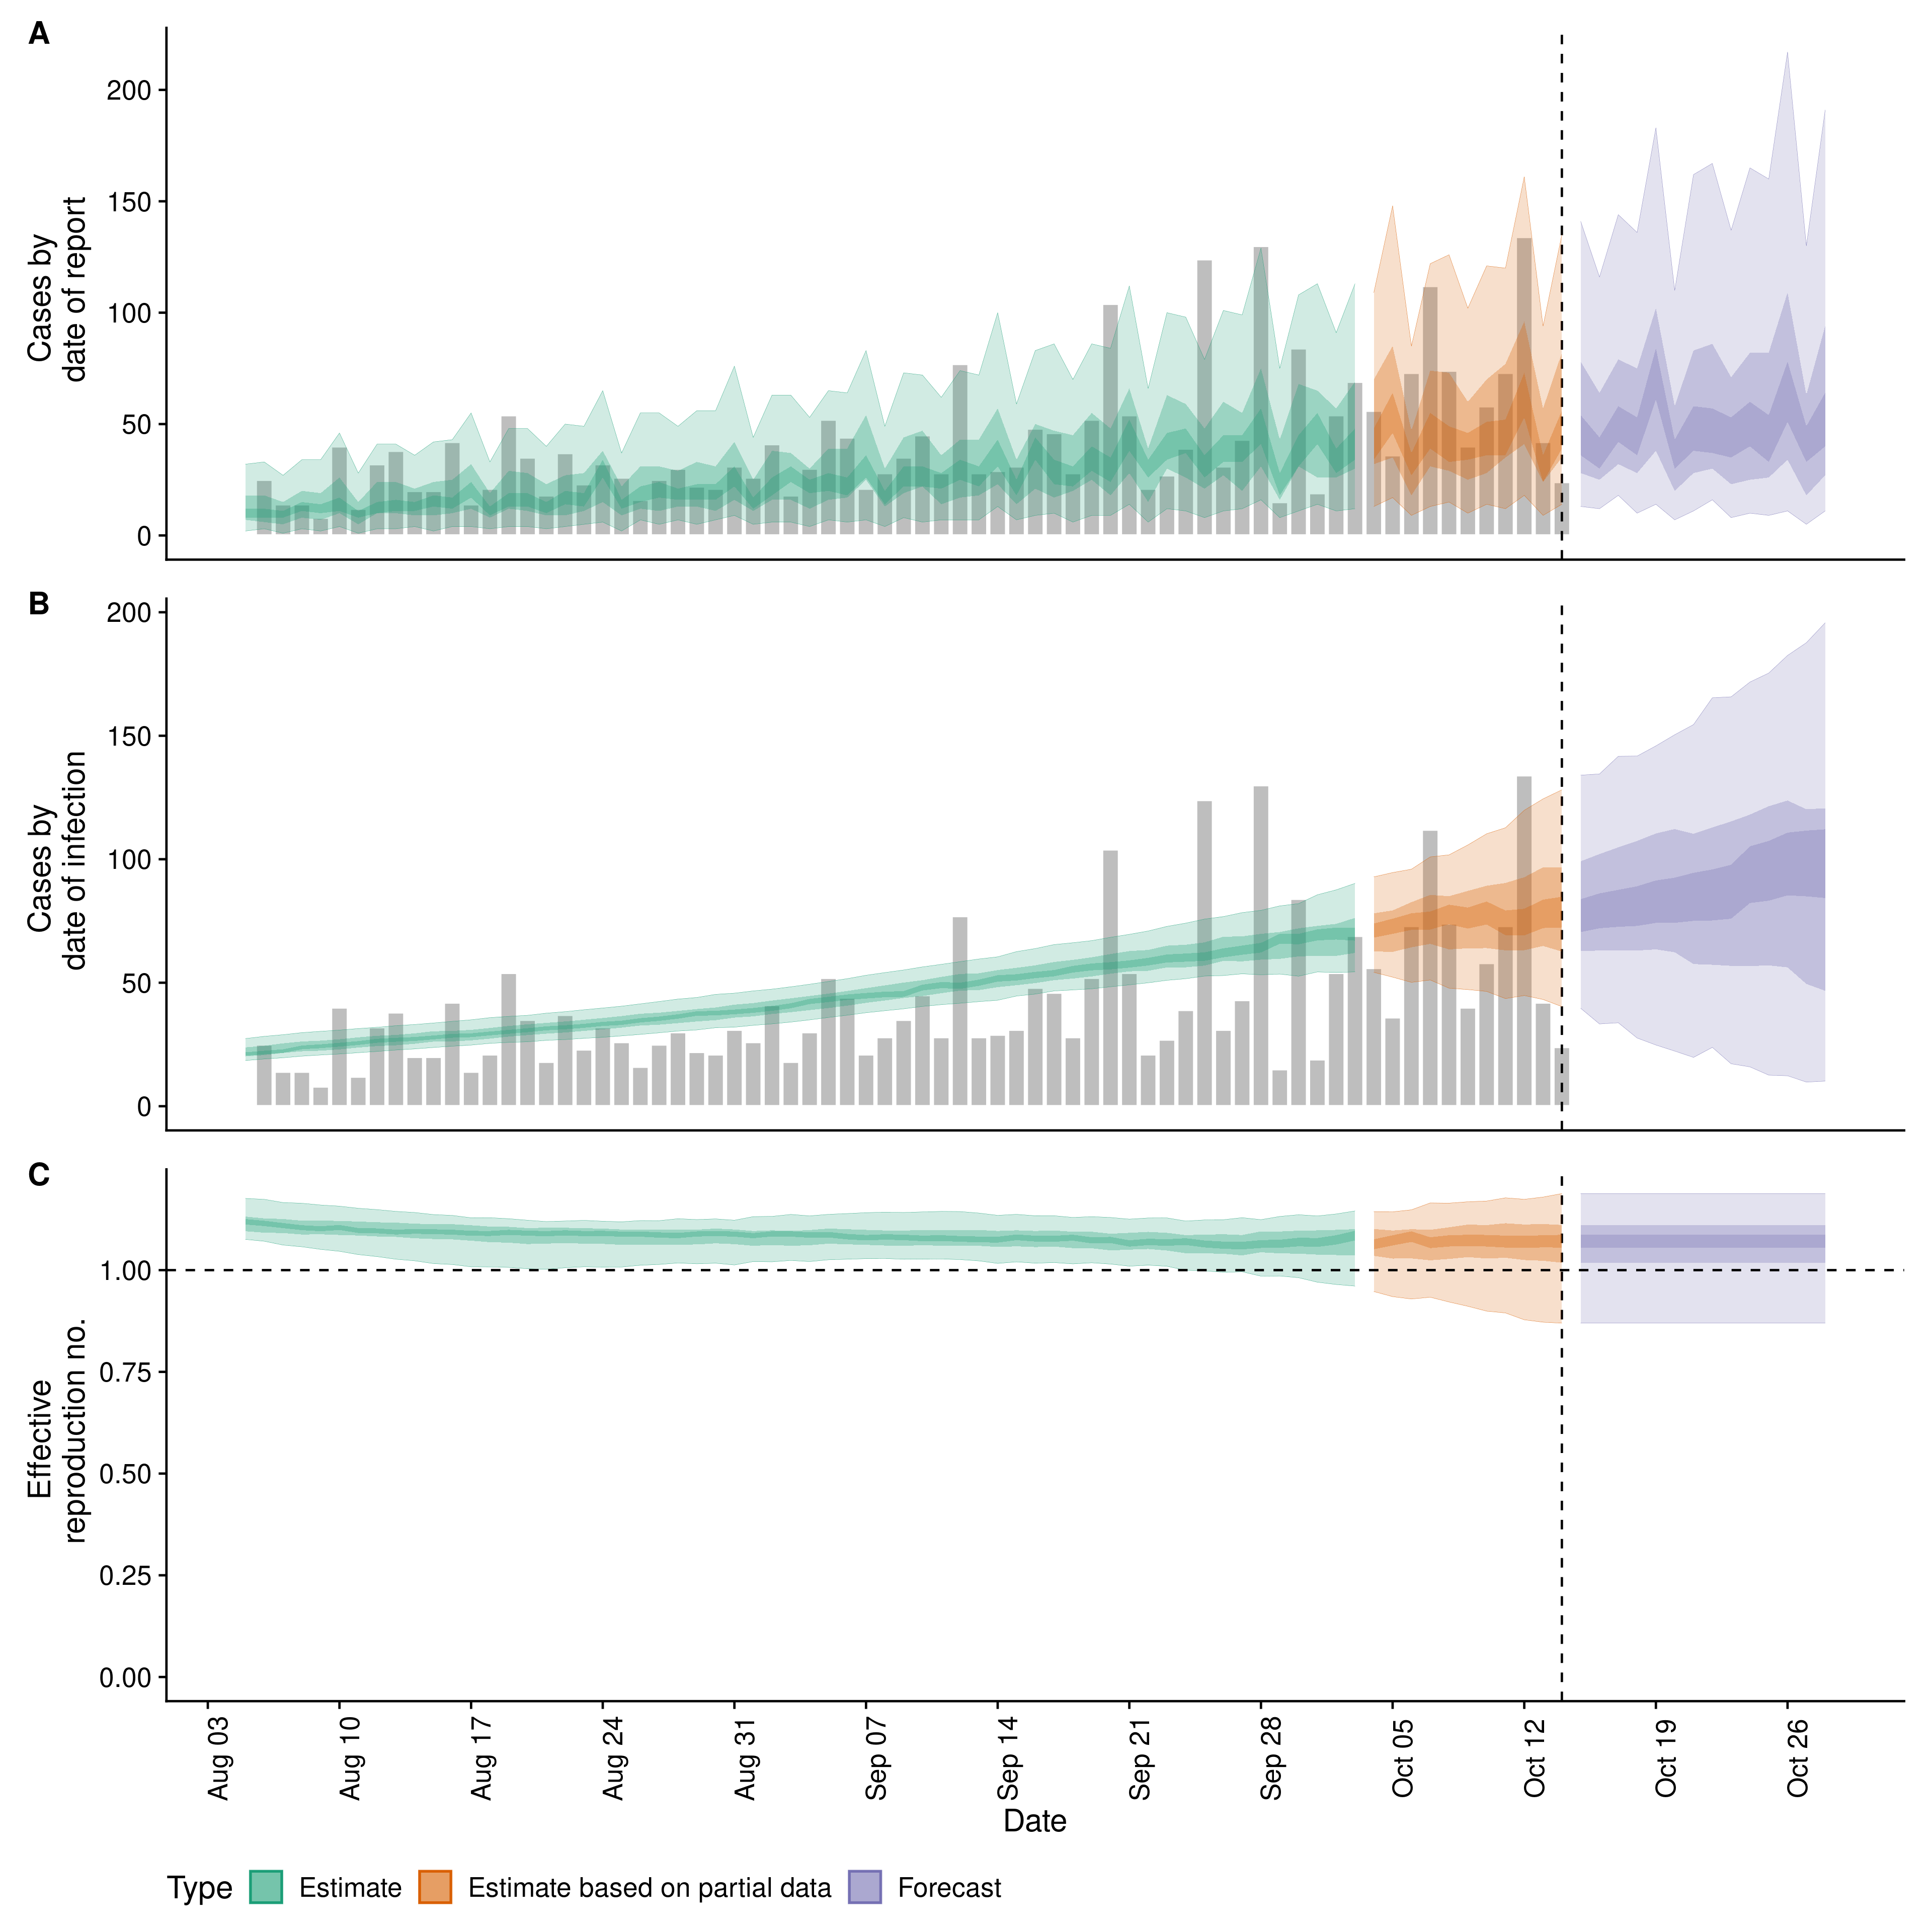 A
Cases by
date of report
200
150
100
50
0
B
Cases by
date of infection
200
150
100
50
0
C
Effective
reproduction no.
1.00
0.75
0.50
0.25
0.00
Aug 03
Aug 10
Aug 17
Aug 24
Aug 31
Sep 07
Sep 14
Sep 21
Sep 28
Oct 05
Oct 12
Oct 19
Oct 26
Date
Type Estimate Estimate based on partial data Forecast